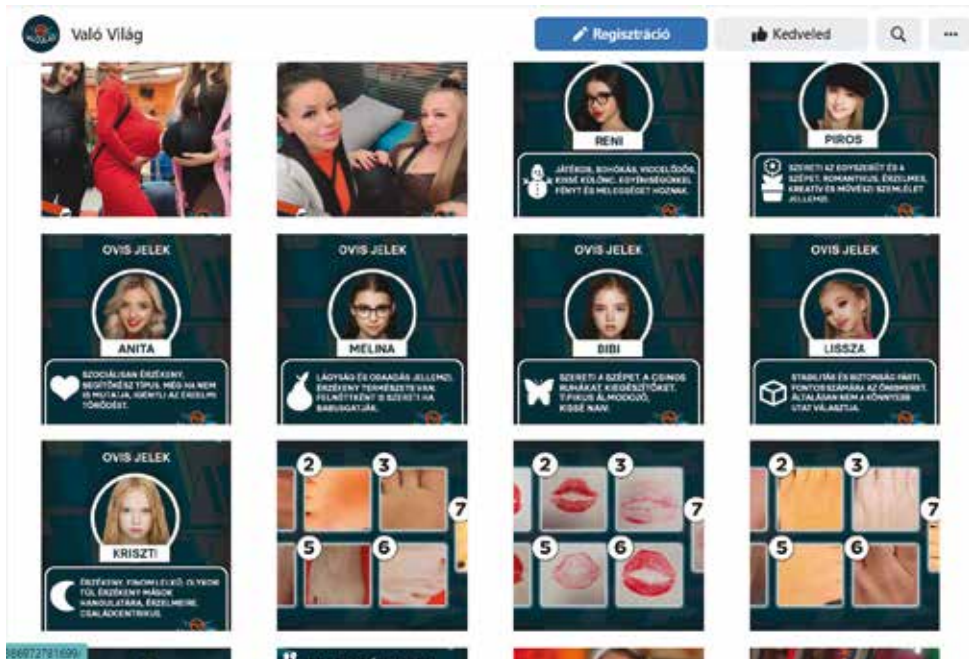 Való Világ
Regisztráció
Kedveled
RENI
JÁTÉKOS, BOHÓKÁS, VICCELŐDŐS,
KISSÉ KÜLÖNC. EGYÉNISÉGÜKKEL
FÉNYT ÉS MELEGSÉGET HOZNAK.
PIROS
SZERETI AZ EGYSZERŰT ÉS A
SZÉPET. ROMANTIKUS, ÉRZELMES,
KREATÍV ÉS MŰVÉSZI SZEMLÉLET
JELLEMZI.
OVIS JELEK
ANITA
SZOCIÁLISAN ÉRZÉKENY,
SEGÍTŐKÉSZ TÍPUS. MÉG HA NEM
IS MUTATJA, IGÉNYLI AZ ÉRZELMI
TÖRŐDÉST.
OVIS JELEK
MELINA
LÁGYSÁG ÉS ODAADÁS JELLEMZI.
ÉRZÉKENY TERMÉSZETE VAN.
FELNŐTTKÉNT IS SZERETI HA
BABUSGATJÁK.
OVIS JELEK
BIBI
SZERETI A SZÉPET, A CSINOS
RUHÁKAT, KIEGÉSZÍTŐKET.
TIPIKUS ÁLMODOZÓ,
KISSÉ NAIV.
OVIS JELEK
LISSZA
STABILITÁS ÉS BIZTONSÁG PÁRTI.
FONTOS SZÁMÁRA AZ ÖNISMERET.
ÁLTALÁBAN NEM A KÖNNYEBB
UTAT VÁLASZTJA.
OVIS JELEK
KRISZTI
ÉRZÉKENY, FINOM LELKŰ, OLYKOR
TÚL ÉRZÉKENY MÁSOK
HANGULATÁRA, ÉRZELMEIRE.
CSALÁDCENTRIKUS.
2 3
7
5 6
2 3
7
5 6
2 3
7
5 6
086972781699/